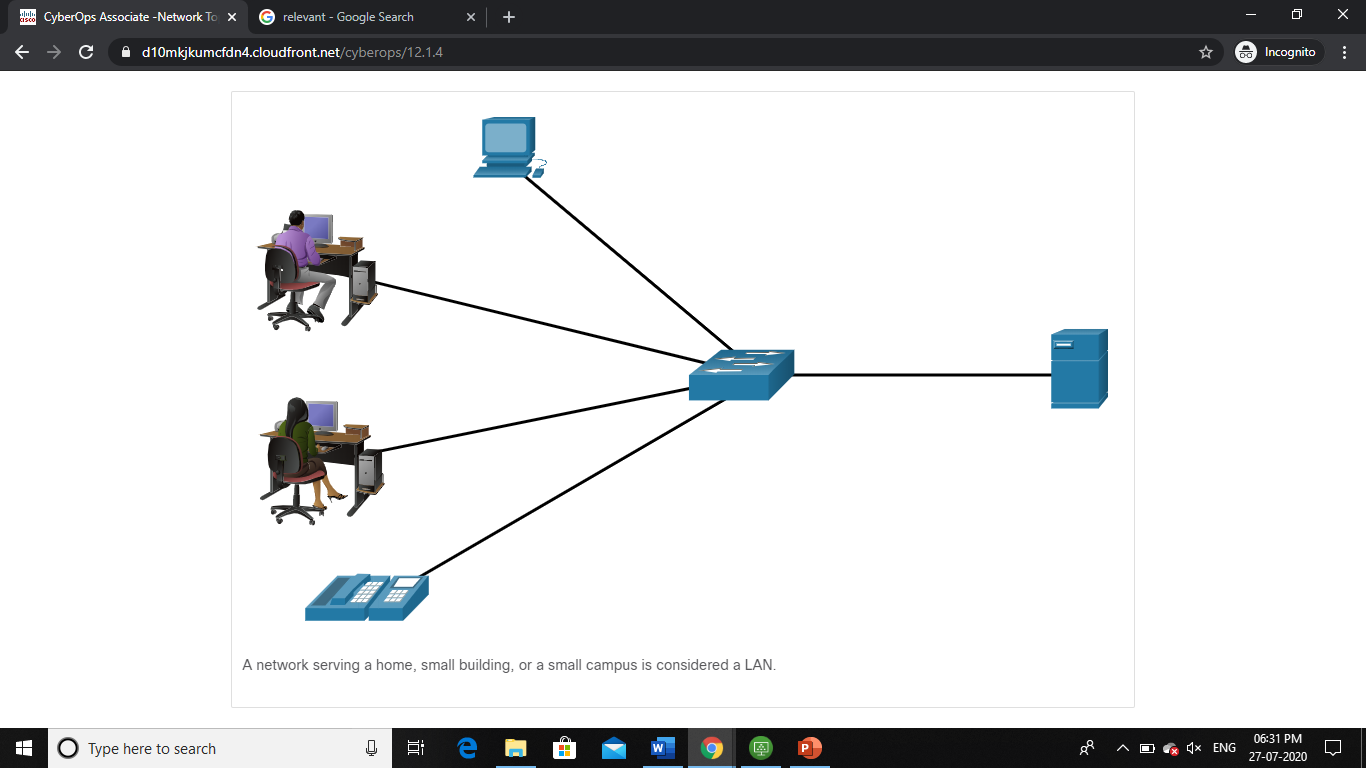 CyberOps Associate -Network To
relevant - Google Search
d10mkjkumcfdn4.cloudfront.net/cyberops/12.1.4
Incognito
A network serving a home, small building, or a small campus is considered a LAN.
Type here to search
ENG
06:31 PM
27-07-2020